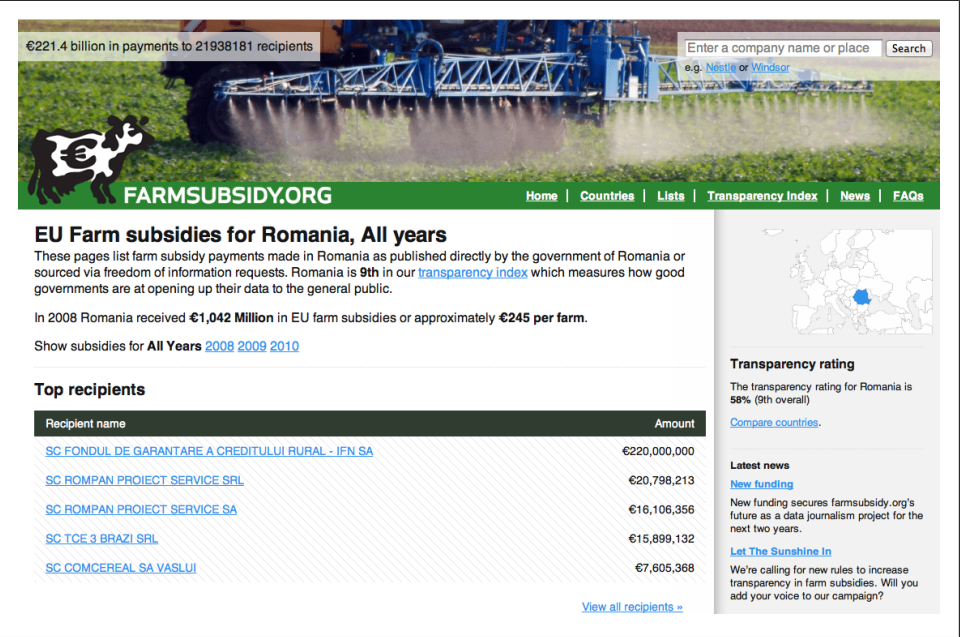 €221.4 billion in payments to 21938181 recipients
Enter a company name or place
Search
e.g. Nestle or Windsor
€
FARMSUBSIDY.ORG
Home | Countries | Lists | Transparency Index | News | FAQs
EU Farm subsidies for Romania, All years
These pages list farm subsidy payments made in Romania as published directly by the government of Romania or
sourced via freedom of information requests. Romania is 9th in our transparency index which measures how good
governments are at opening up their data to the general public.
In 2008 Romania received €1,042 Million in EU farm subsidies or approximately €245 per farm.
Show subsidies for All Years 2008 2009 2010
Top recipients
Recipient name Amount
SC FONDUL DE GARANTARE A CREDITULUI RURAL - IFN SA €220,000,000
SC ROMPAN PROIECT SERVICE SRL €20,798,213
SC ROMPAN PROIECT SERVICE SA €16,106,356
SC TCE 3 BRAZI SRL €15,899,132
SC COMCEREAL SA VASLUI €7,605,368
View all recipients »
Transparency rating
The transparency rating for Romania is
58% (9th overall)
Compare countries.
Latest news
New funding
New funding secures farmsubsidy.org's
future as a data journalism project for the
next two years.
Let The Sunshine In
We're calling for new rules to increase
transparency in farm subsidies. Will you
add your voice to our campaign?